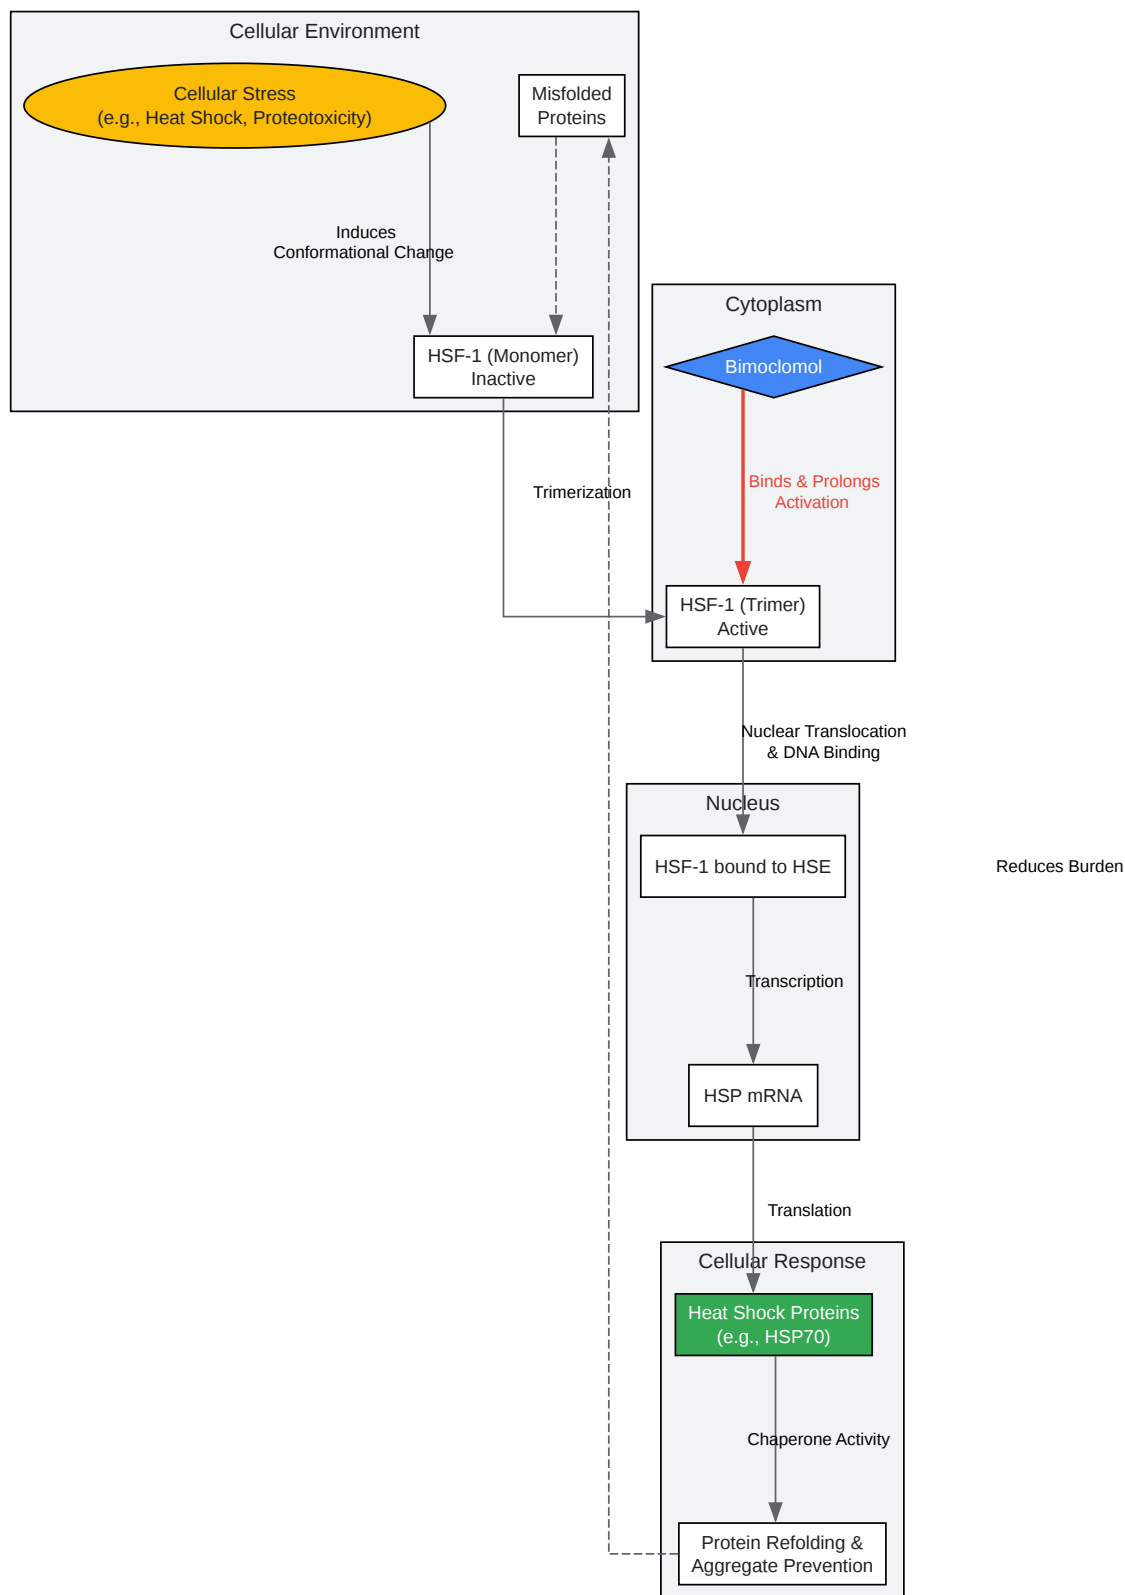 Cellular Environment
Cellular Stress
(e.g., Heat Shock, Proteotoxicity)
Misfolded
Proteins
Induces
Conformational Change
HSF-1 (Monomer)
Inactive
Cytoplasm
Bimoclomol
Trimerization
Binds & Prolongs
Activation
HSF-1 (Trimer)
Active
Nuclear Translocation
& DNA Binding
Nucleus
HSF-1 bound to HSE
Reduces Burden
Transcription
HSP mRNA
Translation
Cellular Response
Heat Shock Proteins
(e.g., HSP70)
Chaperone Activity
Protein Refolding &
Aggregate Prevention